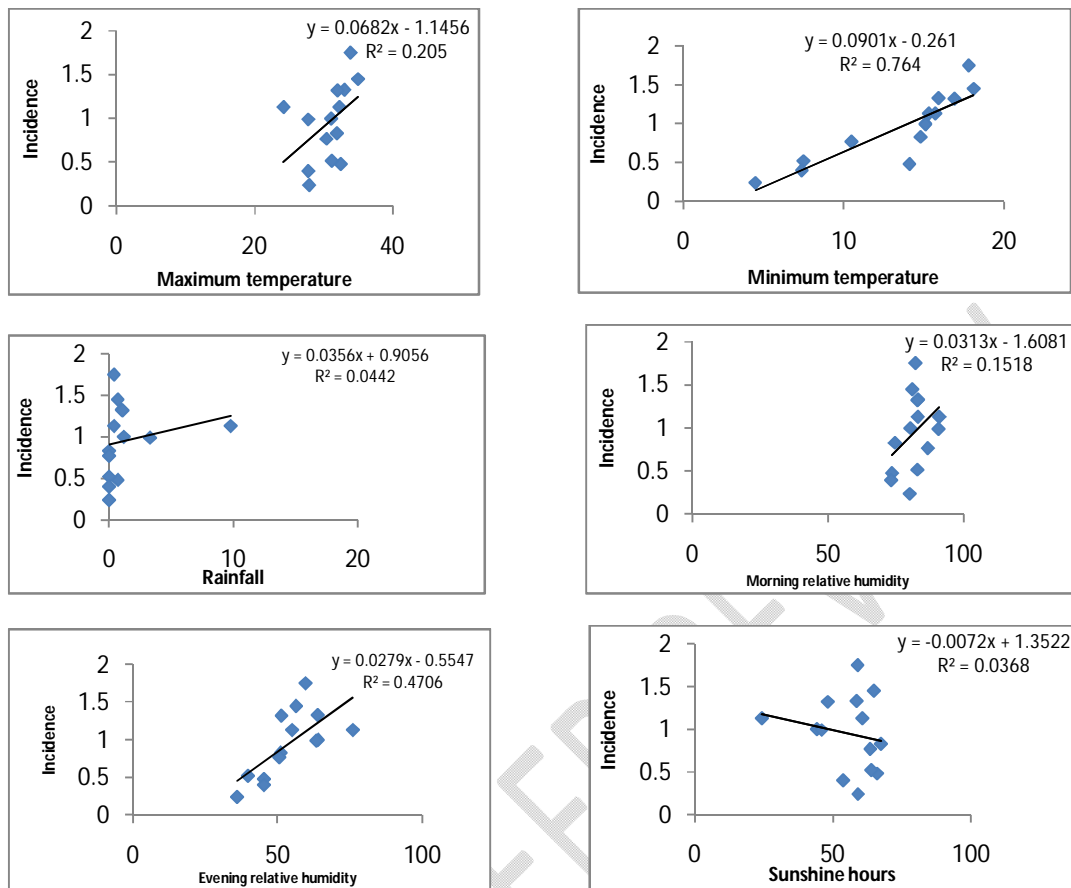 y = 0.0682x - 1.1456
R² = 0.205
2
1.5
1
0.5
0
Incidence
0 20 40
Maximum temperature
y = 0.0901x - 0.261
R² = 0.764
2
1.5
1
0.5
0
Incidence
0 10 20
Minimum temperature
y = 0.0356x + 0.9056
R² = 0.0442
2
1.5
1
0.5
0
Incidence
0 10 20
Rainfall
y = 0.0313x - 1.6081
R² = 0.1518
2
1.5
1
0.5
0
Incidence
0 50 100
Morning relative humidity
y = 0.0279x - 0.5547
R² = 0.4706
2
1.5
1
0.5
0
Incidence
0 50 100
Evening relative humidity
y = -0.0072x + 1.3522
R² = 0.0368
2
1.5
1
0.5
0
Incidence
0 50 100
Sunshine hours